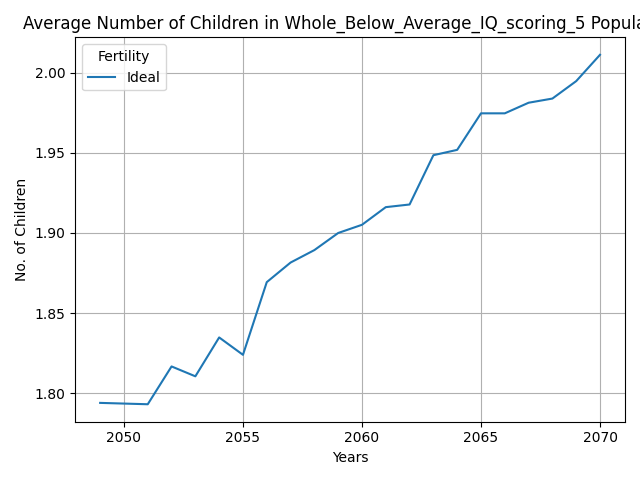 Average Number of Children in Whole_Below_Average_IQ_scoring_5 Popula
Fertility
Ideal
2.00
1.95
1.90
1.85
1.80
No. of Children
2050 2055 2060 2065 2070
Years